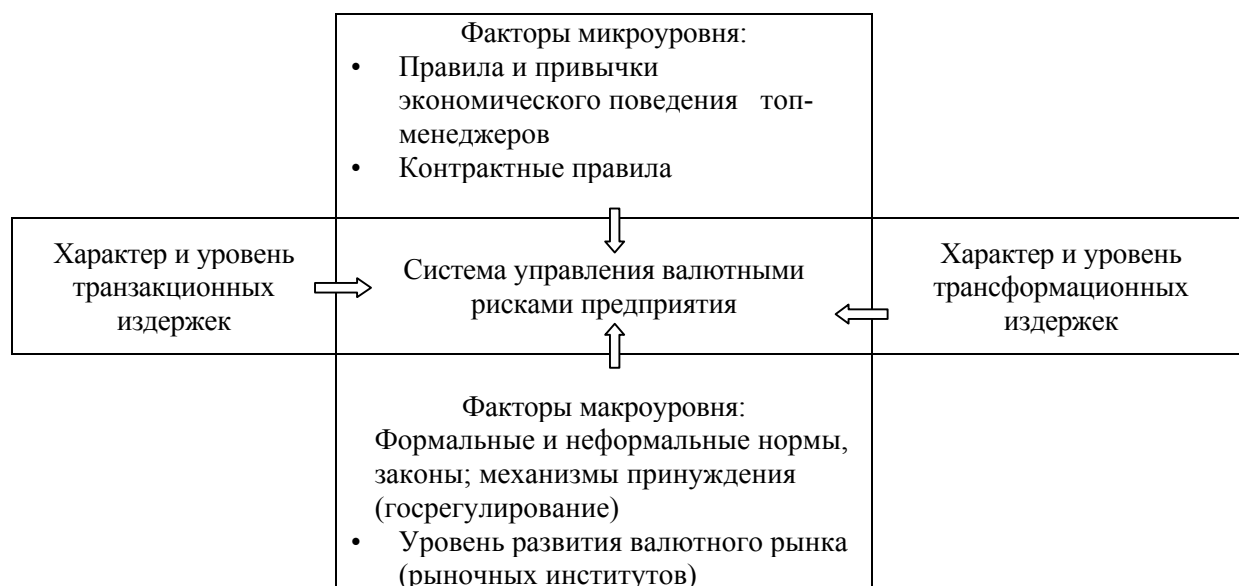 Факторы микроуровня:
• Правила и привычки
экономического поведения топ-
менеджеров
• Контрактные правила
Характер и уровень
транзакционных
издержек
Система управления валютными
рисками предприятия
Характер и уровень
трансформационных
издержек
Факторы макроуровня:
Формальные и неформальные нормы,
законы; механизмы принуждения
(госрегулирование)
• Уровень развития валютного рынка
(рыночных институтов)